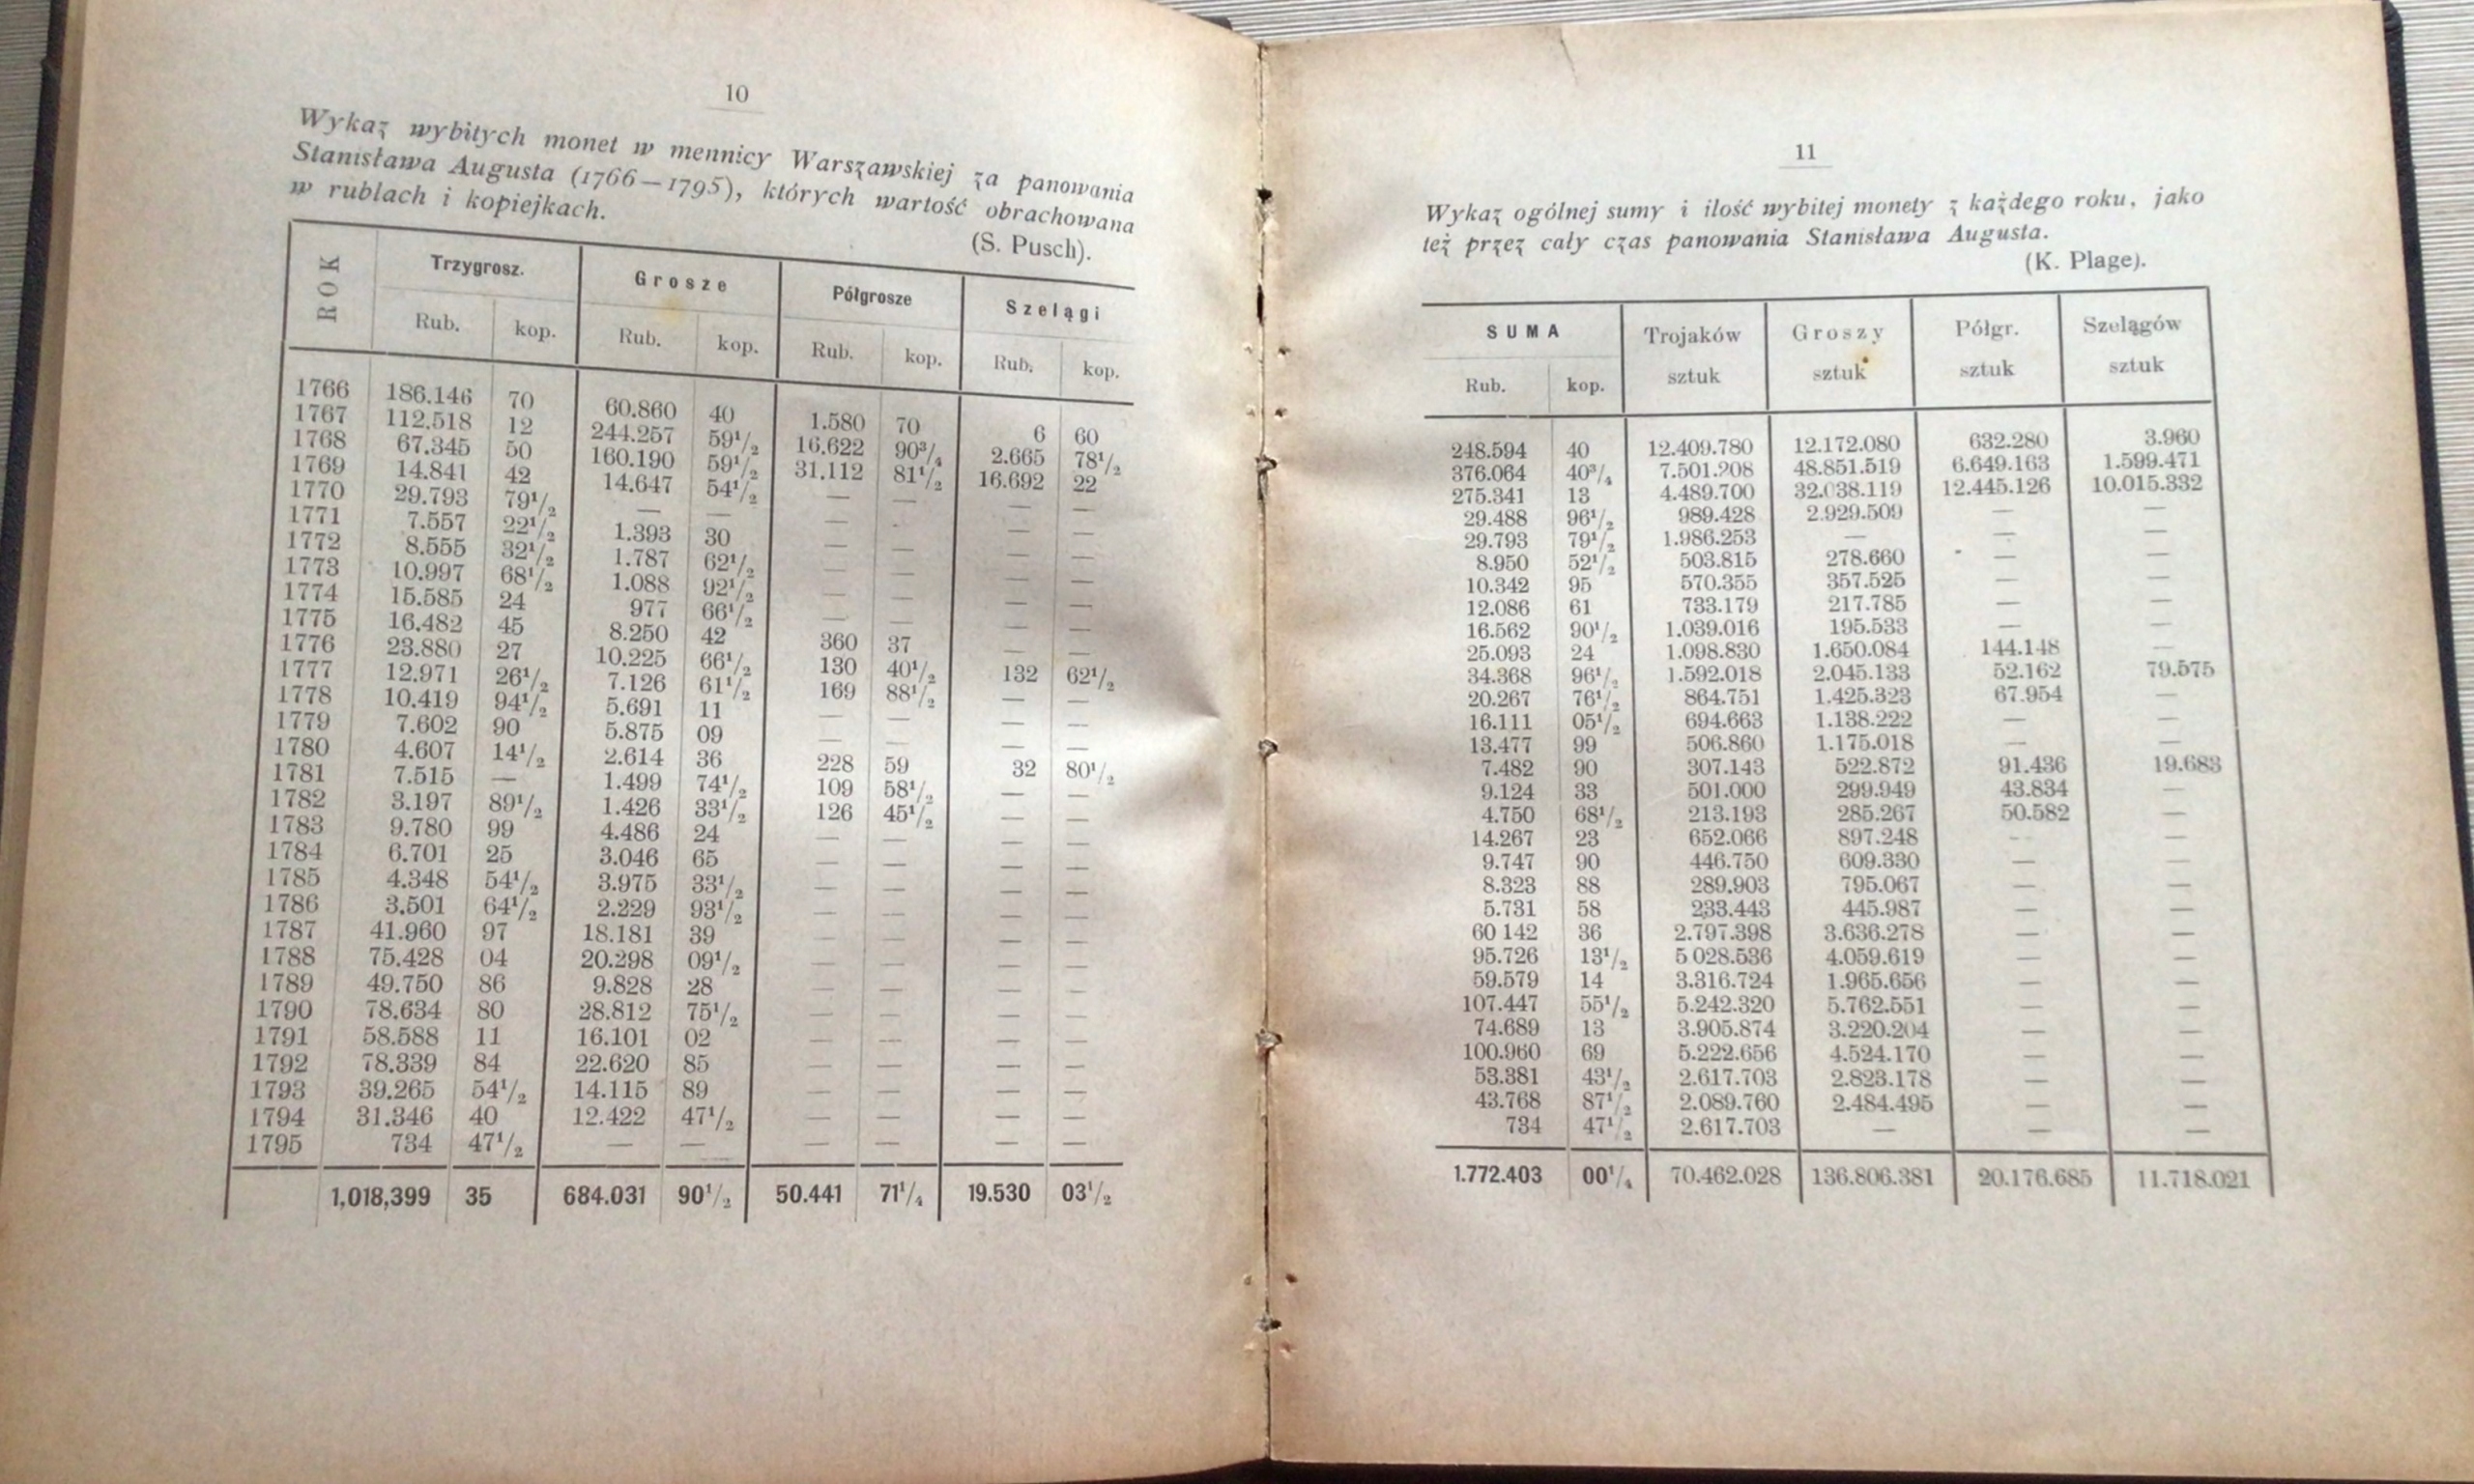 10
Wykaz wybitych monet w mennicy Warszawskiej za panowania
Stanisława Augusta (1766—1795), których wartość obrachowana
w rublach i kopiejkach.
(S. Pusch).
ROK Trzygrosz. Grosze Półgrosze Szelągi
Rub. kop. Rub. kop. Rub. kop. Rub. kop.
1766 186.146 70 60.860 40 1.580 70 6 60
1767 112.518 12 244.257 59¹/₂ 16.622 90³/₄ 2.665 78¹/₂
1768 67.345 50 160.190 59¹/₂ 31.112 81¹/₂ 16.692 22
1769 14.841 42 14.647 54¹/₂ — — — —
1770 29.793 79¹/₂ — — — — — —
1771 7.557 22¹/₂ 1.393 30 — — — —
1772 8.555 32¹/₂ 1.787 62¹/₂ — — — —
1773 10.997 68¹/₂ 1.088 92¹/₂ — — — —
1774 15.585 24 977 66¹/₂ — — — —
1775 16.482 45 8.250 42 360 37 — —
1776 23.880 27 10.225 66¹/₂ 130 40¹/₂ 132 62¹/₂
1777 12.971 26¹/₂ 7.126 61¹/₂ 169 88¹/₂ — —
1778 10.419 94¹/₂ 5.691 11 — — — —
1779 7.602 90 5.875 09 — — — —
1780 4.607 14¹/₂ 2.614 36 228 59 32 80¹/₂
1781 7.515 — 1.499 74¹/₂ 109 58¹/₂ — —
1782 3.197 89¹/₂ 1.426 33¹/₂ 126 45¹/₂ — —
1783 9.780 99 4.486 24 — — — —
1784 6.701 25 3.046 65 — — — —
1785 4.348 54¹/₂ 3.975 33¹/₂ — — — —
1786 3.501 64¹/₂ 2.229 93¹/₂ — — — —
1787 41.960 97 18.181 39 — — — —
1788 75.428 04 20.298 09¹/₂ — — — —
1789 49.750 86 9.828 28 — — — —
1790 78.634 80 28.812 75¹/₂ — — — —
1791 58.588 11 16.101 02 — — — —
1792 78.339 84 22.620 85 — — — —
1793 39.265 54¹/₂ 14.115 89 — — — —
1794 31.346 40 12.422 47¹/₂ — — — —
1795 734 47¹/₂ — — — — — —
1,018,399 35 684.031 90¹/₂ 50.441 71¹/₄ 19.530 03¹/₂
11
Wykaz ogólnej sumy i ilość wybitej monety z każdego roku, jako
też przez cały czas panowania Stanisława Augusta.
(K. Plage).
SUMA Trojaków Groszy Półgr. Szelągów
Rub. kop. sztuk sztuk sztuk sztuk
248.594 40 12.409.780 12.172.080 632.280 3.960
376.064 40³/₄ 7.501.208 48.851.519 6.649.163 1.599.471
275.341 13 4.489.700 32.038.119 12.445.126 10.015.332
29.488 96¹/₂ 989.428 2.929.509 — —
29.793 79¹/₂ 1.986.253 — — —
8.950 52¹/₂ 503.815 278.660 — —
10.342 95 570.355 357.525 — —
12.086 61 733.179 217.785 — —
16.562 90¹/₂ 1.039.016 195.533 — —
25.093 24 1.098.830 1.650.084 144.148 —
34.368 96¹/₂ 1.592.018 2.045.133 52.162 79.575
20.267 76¹/₂ 864.751 1.425.323 67.954 —
16.111 05¹/₂ 694.663 1.138.222 — —
13.477 99 506.860 1.175.018 — —
7.482 90 307.143 522.872 91.436 19.683
9.124 33 501.000 299.949 43.834 —
4.750 68¹/₂ 213.193 285.267 50.582 —
14.267 23 652.066 897.248 — —
9.747 90 446.750 609.330 — —
8.323 88 289.903 795.067 — —
5.731 58 233.443 445.987 — —
60 142 36 2.797.398 3.636.278 — —
95.726 13¹/₂ 5 028.536 4.059.619 — —
59.579 14 3.316.724 1.965.656 — —
107.447 55¹/₂ 5.242.320 5.762.551 — —
74.689 13 3.905.874 3.220.204 — —
100.960 69 5.222.656 4.524.170 — —
53.381 43¹/₂ 2.617.703 2.823.178 — —
43.768 87¹/₂ 2.089.760 2.484.495 — —
734 47¹/₂ 2.617.703 — — —
1.772.403 00¹/₄ 70.462.028 136.806.381 20.176.685 11.718.021